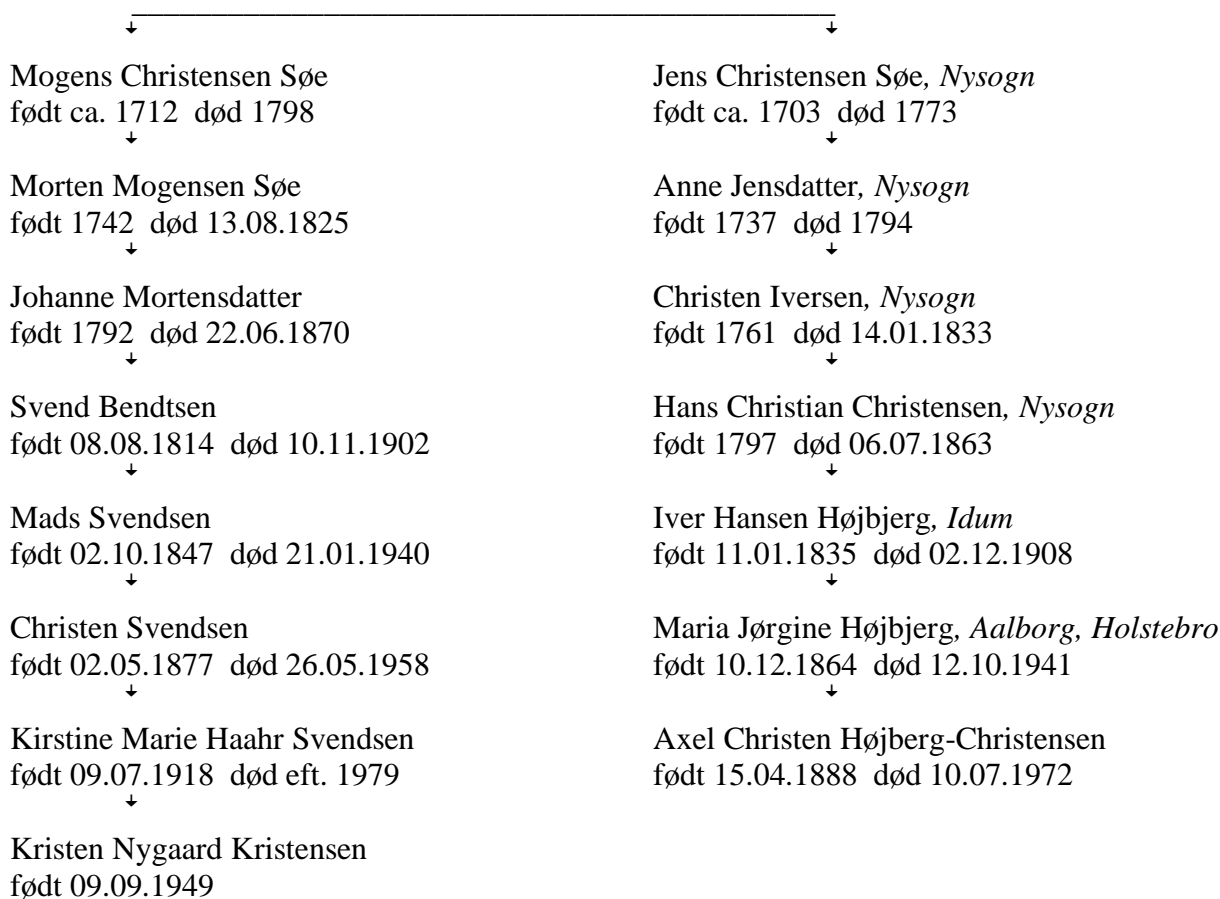 Mogens Christensen Søe
født ca. 1712 død 1798
Morten Mogensen Søe
født 1742 død 13.08.1825
Johanne Mortensdatter
født 1792 død 22.06.1870
Svend Bendtsen
født 08.08.1814 død 10.11.1902
Mads Svendsen
født 02.10.1847 død 21.01.1940
Christen Svendsen
født 02.05.1877 død 26.05.1958
Kirstine Marie Haahr Svendsen
født 09.07.1918 død eft. 1979
Kristen Nygaard Kristensen
født 09.09.1949
Jens Christensen Søe, Nysogn
født ca. 1703 død 1773
Anne Jensdatter, Nysogn
født 1737 død 1794
Christen Iversen, Nysogn
født 1761 død 14.01.1833
Hans Christian Christensen, Nysogn
født 1797 død 06.07.1863
Iver Hansen Højbjerg, Idum
født 11.01.1835 død 02.12.1908
Maria Jørgine Højbjerg, Aalborg, Holstebro
født 10.12.1864 død 12.10.1941
Axel Christen Højberg-Christensen
født 15.04.1888 død 10.07.1972